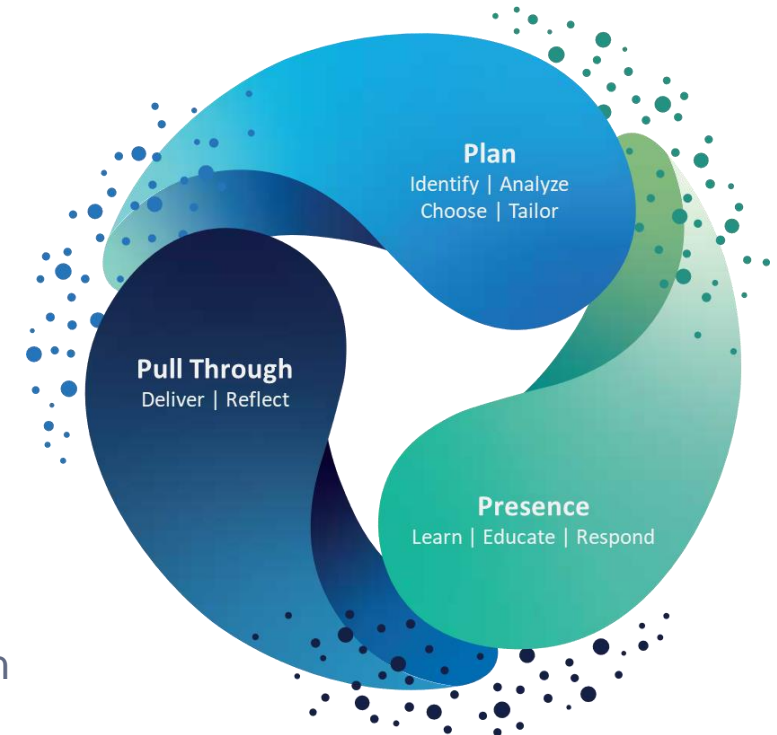 Plan
Identify | Analyze
Choose | Tailor
Pull Through
Deliver | Reflect
Presence
Learn | Educate | Respond